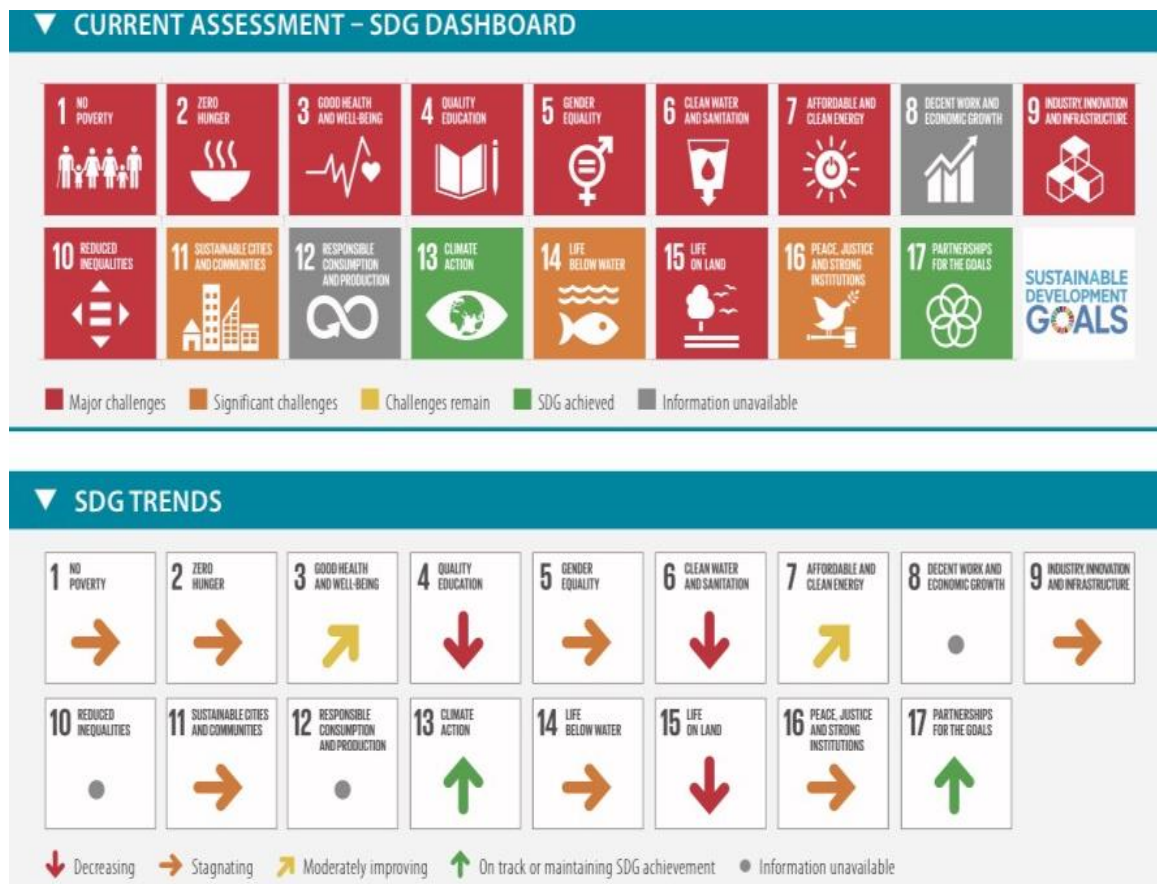 ▼ CURRENT ASSESSMENT – SDG DASHBOARD
1 NO POVERTY
2 ZERO HUNGER
3 GOOD HEALTH AND WELL-BEING
4 QUALITY EDUCATION
5 GENDER EQUALITY
6 CLEAN WATER AND SANITATION
7 AFFORDABLE AND CLEAN ENERGY
8 DECENT WORK AND ECONOMIC GROWTH
9 INDUSTRY, INNOVATION AND INFRASTRUCTURE
10 REDUCED INEQUALITIES
11 SUSTAINABLE CITIES AND COMMUNITIES
12 RESPONSIBLE CONSUMPTION AND PRODUCTION
13 CLIMATE ACTION
14 LIFE BELOW WATER
15 LIFE ON LAND
16 PEACE, JUSTICE AND STRONG INSTITUTIONS
17 PARTNERSHIPS FOR THE GOALS
SUSTAINABLE
DEVELOPMENT
GOALS
Major challenges Significant challenges Challenges remain SDG achieved Information unavailable
▼ SDG TRENDS
1 NO POVERTY
2 ZERO HUNGER
3 GOOD HEALTH AND WELL-BEING
4 QUALITY EDUCATION
5 GENDER EQUALITY
6 CLEAN WATER AND SANITATION
7 AFFORDABLE AND CLEAN ENERGY
8 DECENT WORK AND ECONOMIC GROWTH
9 INDUSTRY, INNOVATION AND INFRASTRUCTURE
10 REDUCED INEQUALITIES
11 SUSTAINABLE CITIES AND COMMUNITIES
12 RESPONSIBLE CONSUMPTION AND PRODUCTION
13 CLIMATE ACTION
14 LIFE BELOW WATER
15 LIFE ON LAND
16 PEACE, JUSTICE AND STRONG INSTITUTIONS
17 PARTNERSHIPS FOR THE GOALS
Decreasing Stagnating Moderately improving On track or maintaining SDG achievement Information unavailable